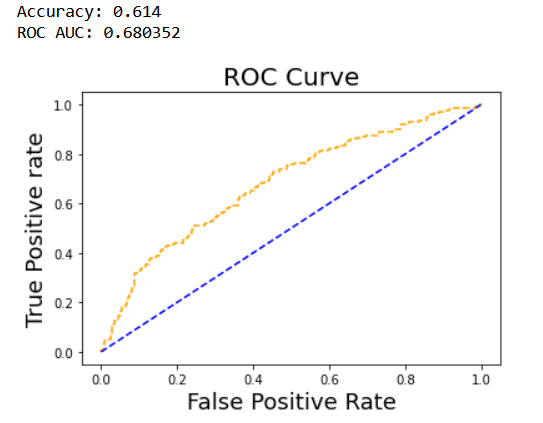 Accuracy: 0.614
ROC AUC: 0.680352
ROC Curve
True Positive rate
1.0
0.8
0.6
0.4
0.2
0.0
0.0 0.2 0.4 0.6 0.8 1.0
False Positive Rate